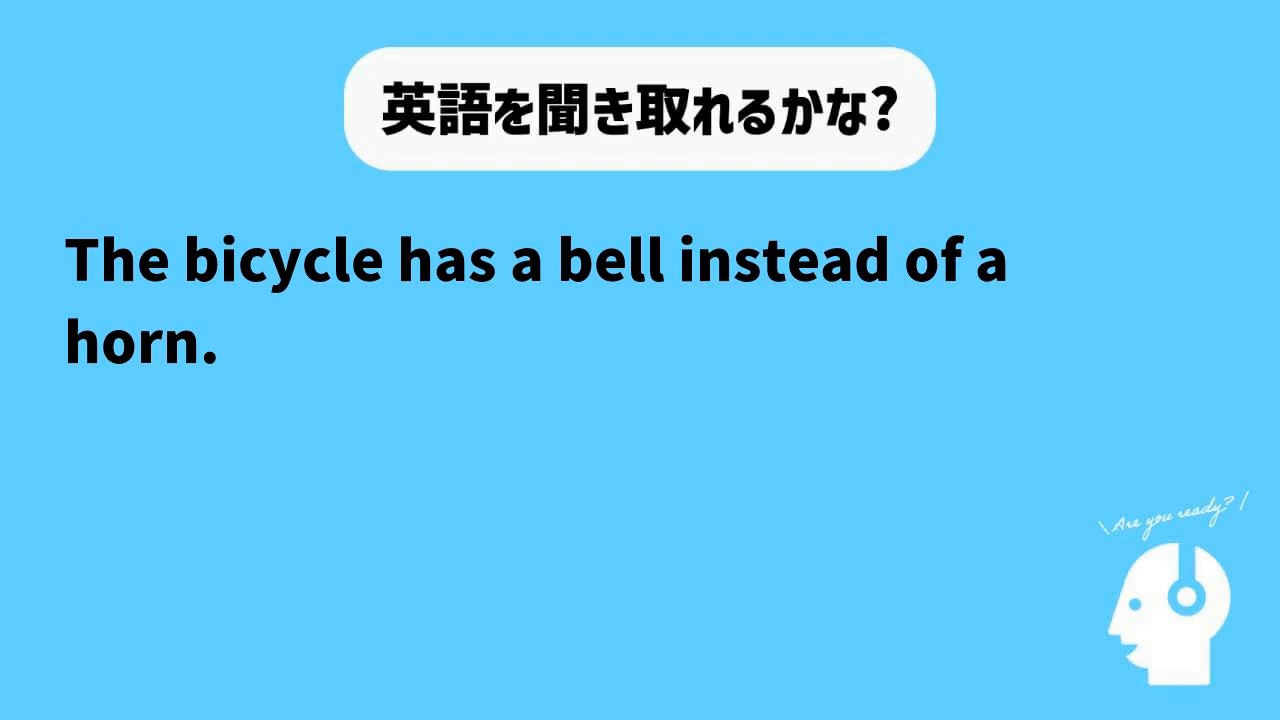 英語を聞き取れるかな?
The bicycle has a bell instead of a
horn.
\Are you ready?/